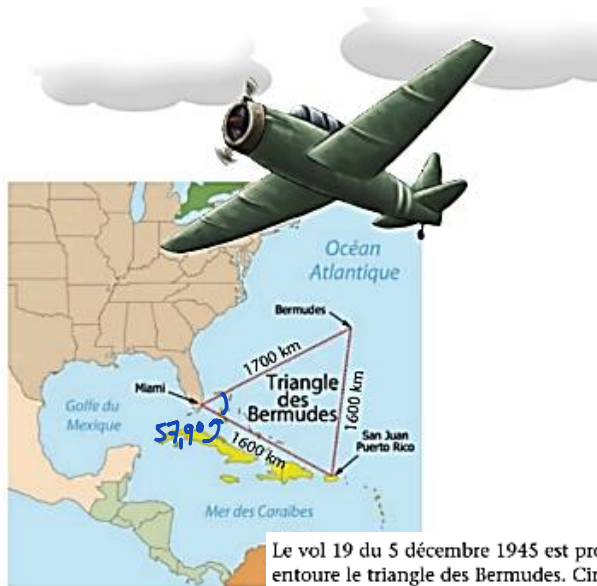 Océan
Atlantique
Bermudes
1700 km
Miami
Triangle
des
Bermudes
1600 km
Golfe du
Mexique
57,9°
1600 km
San Juan
Puerto Rico
Mer des Caraïbes
Le vol 19 du 5 décembre 1945 est pro
entoure le triangle des Bermudes. Cin